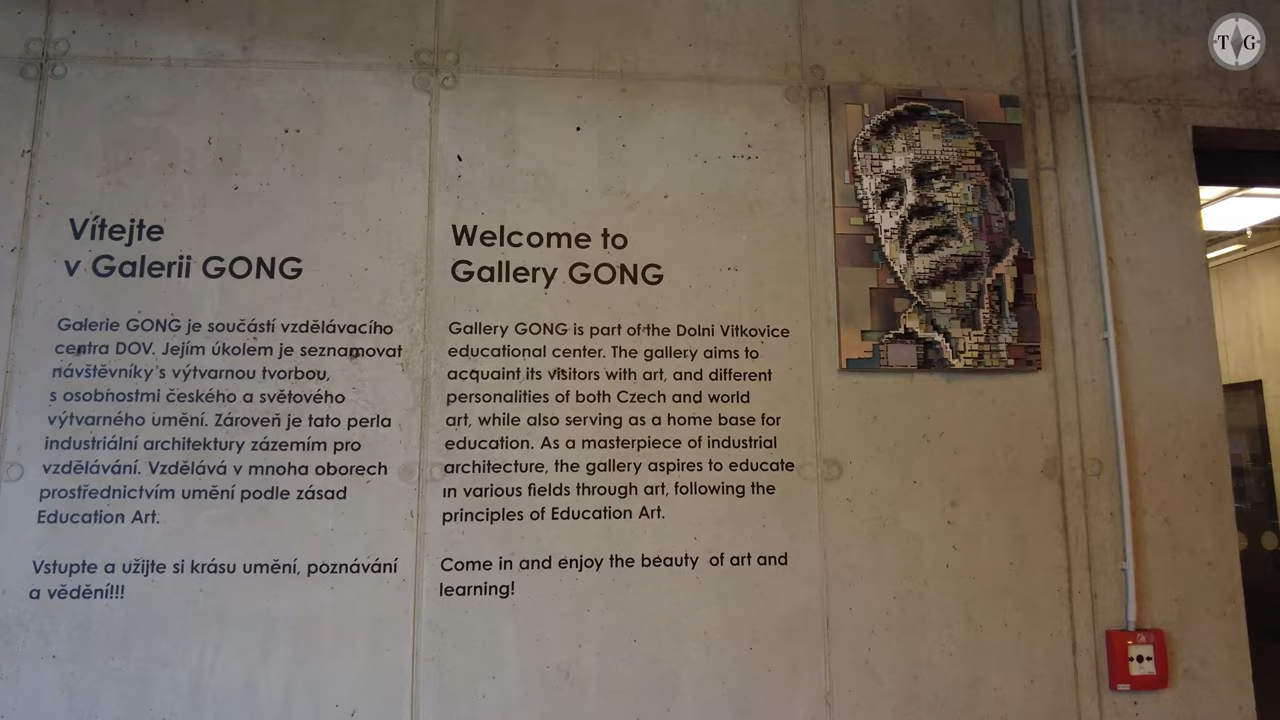 Vítejte
v Galerii GONG
Galerie GONG je součástí vzdělávacího
centra DOV. Jejím úkolem je seznamovat
návštěvníky s výtvarnou tvorbou,
s osobnostmi českého a světového
výtvarného umění. Zároveň je tato perla
industriální architektury zázemím pro
vzdělávání. Vzdělává v mnoha oborech
prostřednictvím umění podle zásad
Education Art.
Vstupte a užijte si krásu umění, poznávání
a vědění!!!
Welcome to
Gallery GONG
Gallery GONG is part of the Dolni Vitkovice
educational center. The gallery aims to
acquaint its visitors with art, and different
personalities of both Czech and world
art, while also serving as a home base for
education. As a masterpiece of industrial
architecture, the gallery aspires to educate
in various fields through art, following the
principles of Education Art.
Come in and enjoy the beauty of art and
learning!
T G